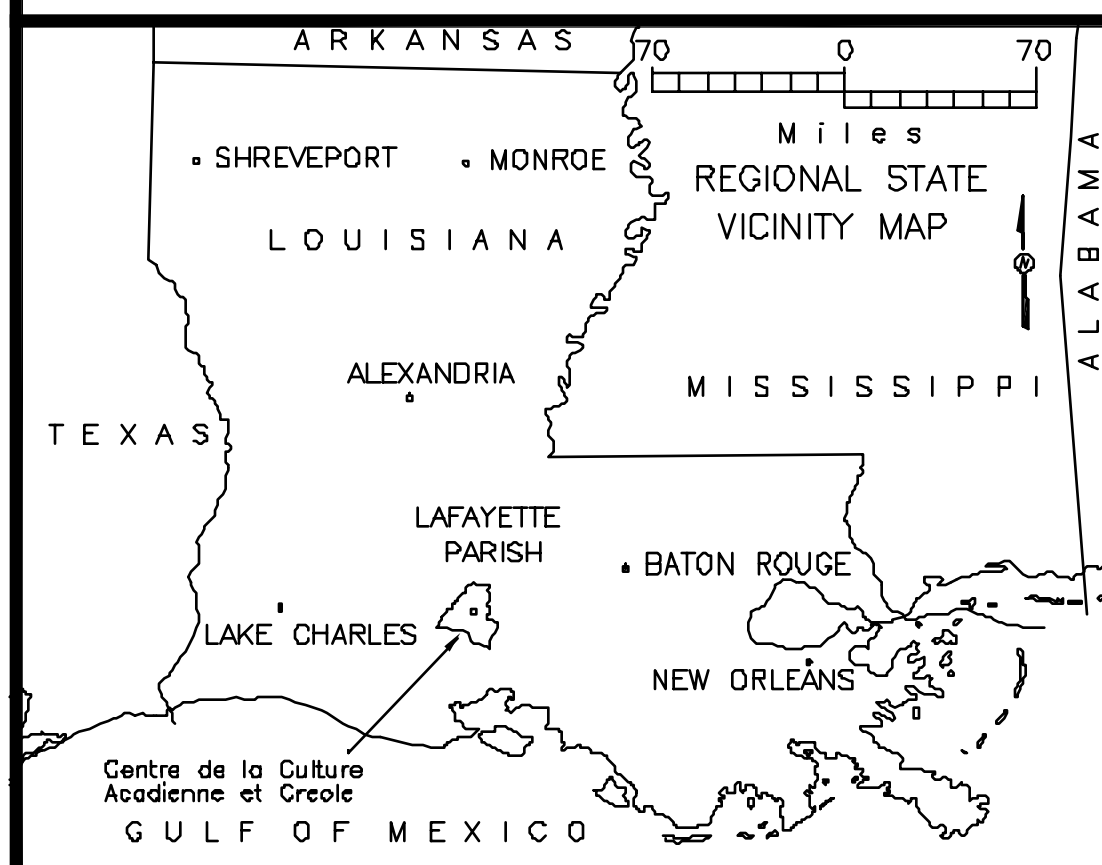 ARKANSAS
70 0 70
Miles
SHREVEPORT
MONROE
REGIONAL STATE
VICINITY MAP
LOUISIANA
N
ALABAMA
ALEXANDRIA
MISSISSIPPI
TEXAS
LAFAYETTE
PARISH
BATON ROUGE
LAKE CHARLES
NEW ORLEANS
Centre de la Culture
Acadienne et Creole
GULF OF MEXICO